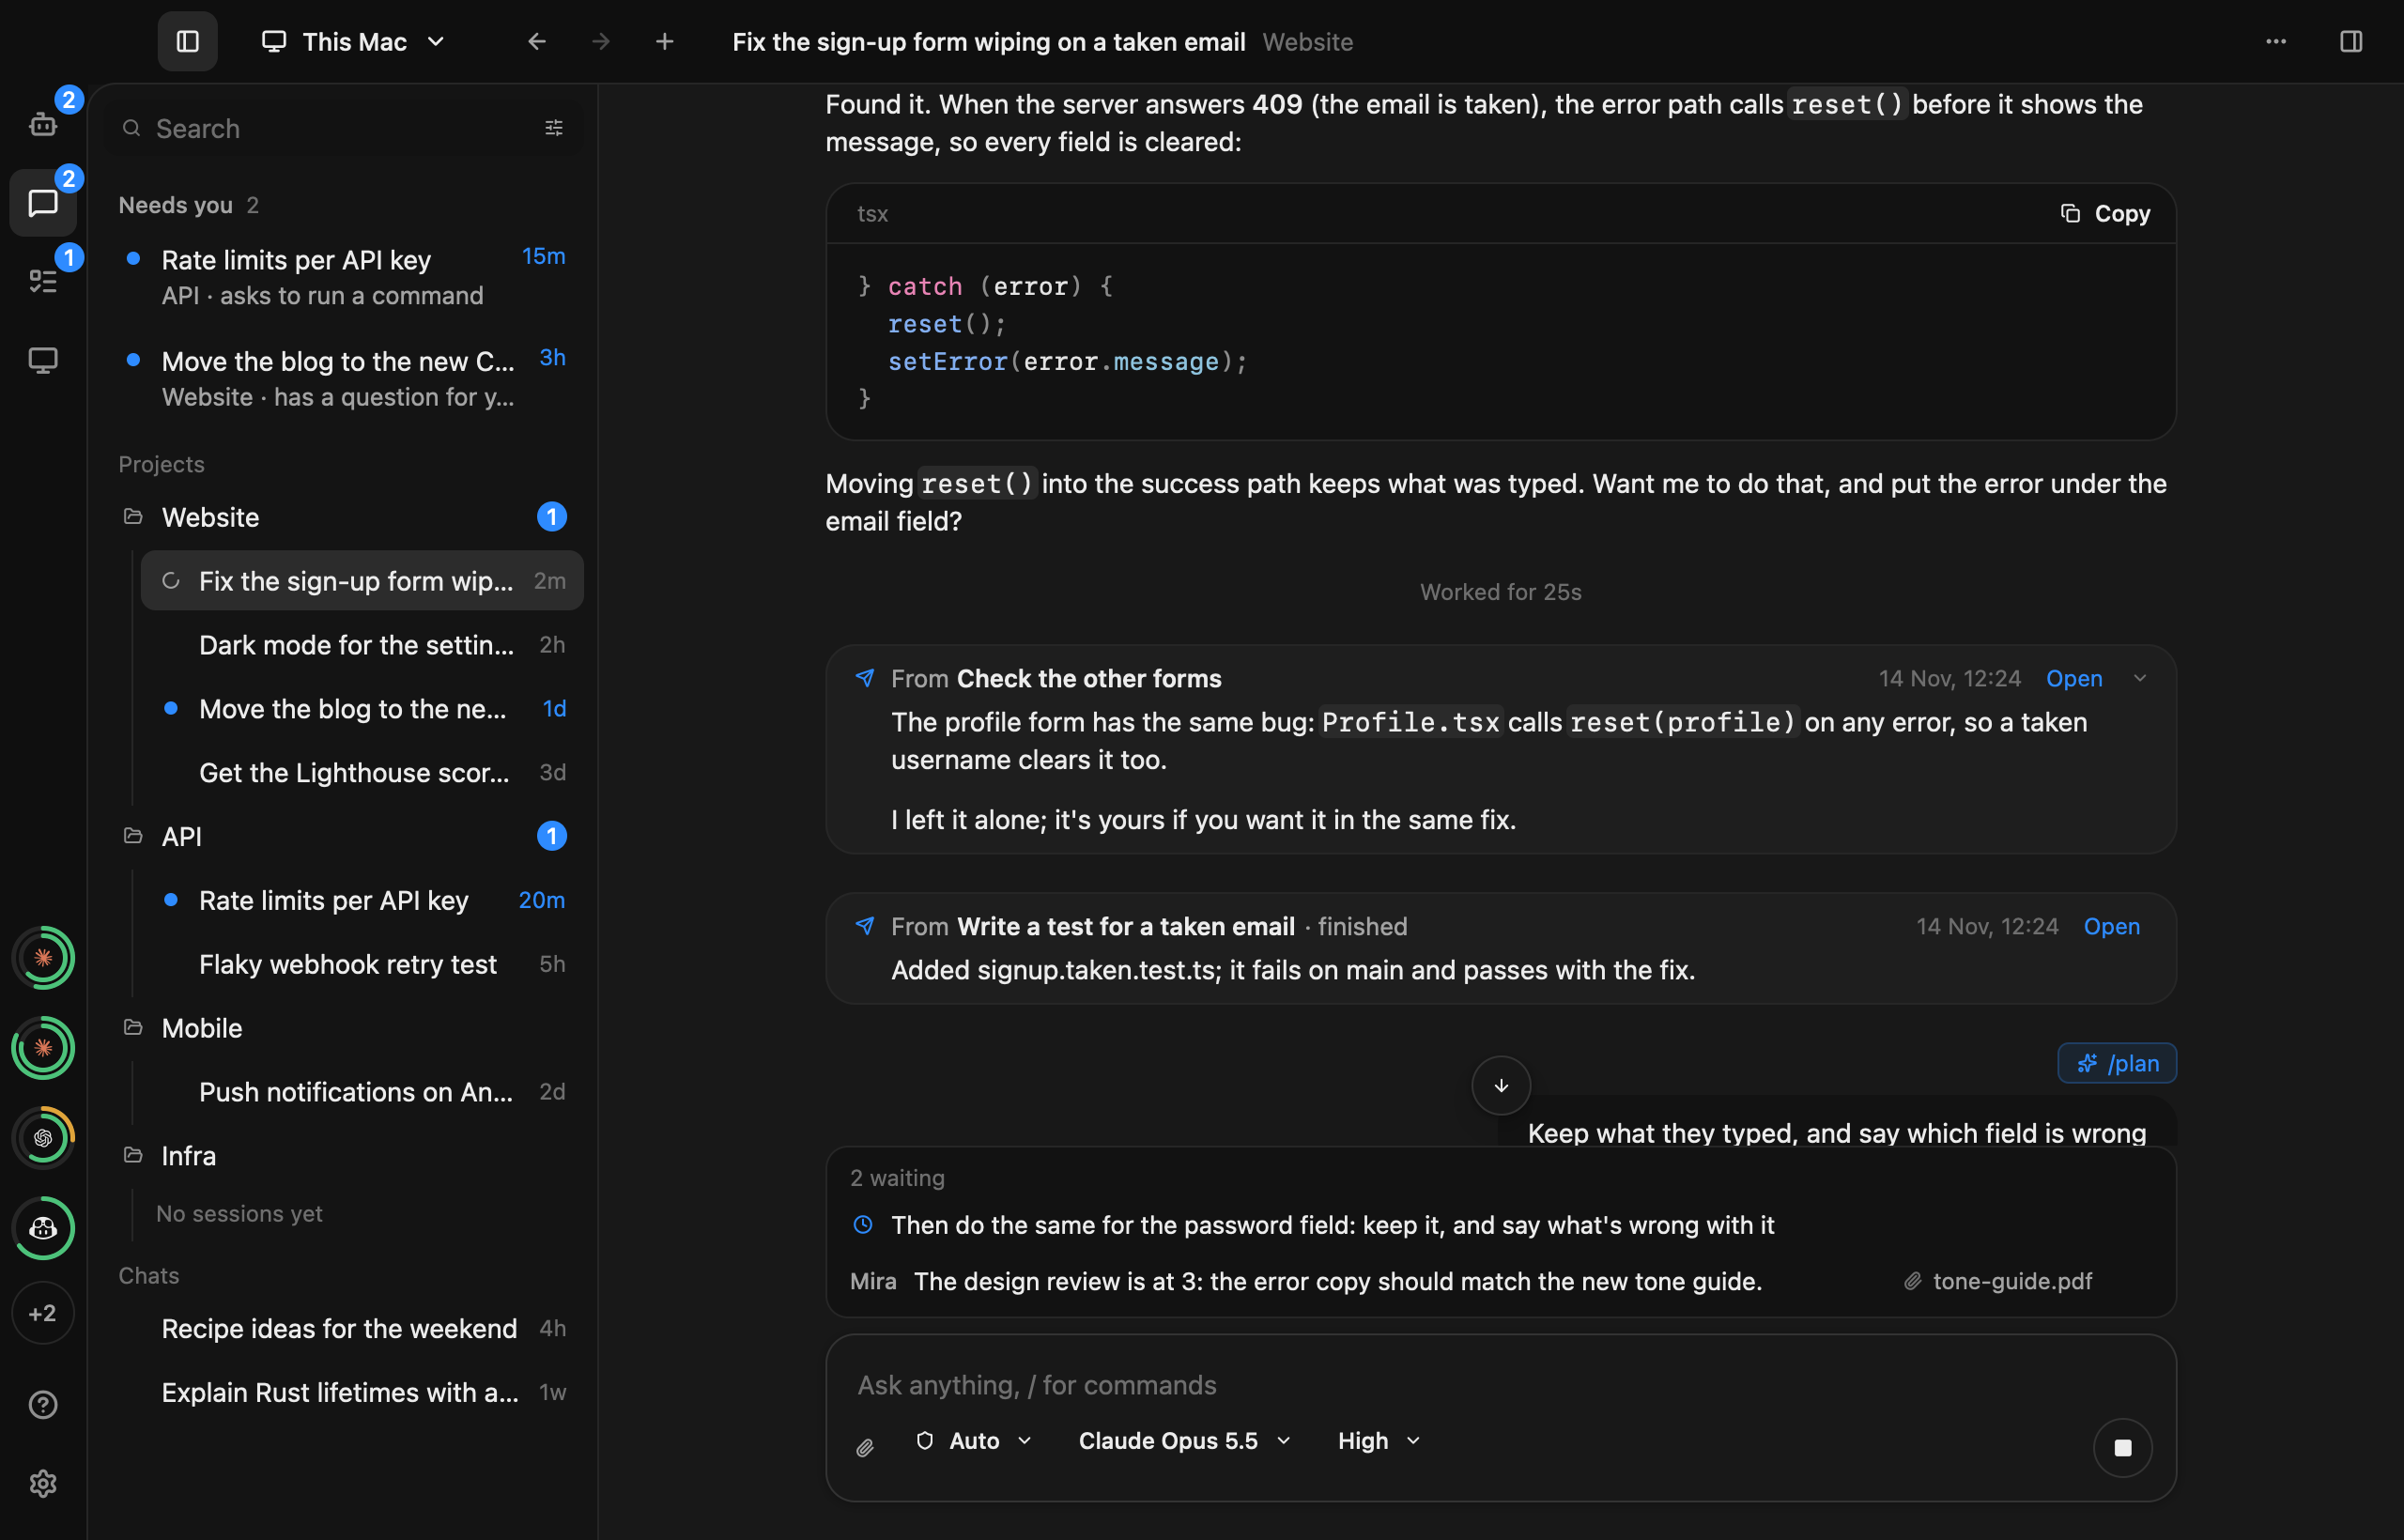 This Mac
Fix the sign-up form wiping on a taken email Website
2
2
1
Search
Needs you 2
Rate limits per API key 15m
API · asks to run a command
Move the blog to the new C... 3h
Website · has a question for y...
Projects
Website 1
Fix the sign-up form wip... 2m
Dark mode for the settin... 2h
Move the blog to the ne... 1d
Get the Lighthouse scor... 3d
API 1
Rate limits per API key 20m
Flaky webhook retry test 5h
Mobile
Push notifications on An... 2d
Infra
No sessions yet
Chats
Recipe ideas for the weekend 4h
Explain Rust lifetimes with a... 1w
+2
Found it. When the server answers 409 (the email is taken), the error path calls reset() before it shows the
message, so every field is cleared:
tsx Copy
} catch (error) {
reset();
setError(error.message);
}
Moving reset() into the success path keeps what was typed. Want me to do that, and put the error under the
email field?
Worked for 25s
From Check the other forms 14 Nov, 12:24 Open
The profile form has the same bug: Profile.tsx calls reset(profile) on any error, so a taken
username clears it too.
I left it alone; it's yours if you want it in the same fix.
From Write a test for a taken email · finished 14 Nov, 12:24 Open
Added signup.taken.test.ts; it fails on main and passes with the fix.
/plan
Keep what they typed, and say which field is wrong
2 waiting
Then do the same for the password field: keep it, and say what's wrong with it
Mira The design review is at 3: the error copy should match the new tone guide. tone-guide.pdf
Ask anything, / for commands
Auto Claude Opus 5.5 High